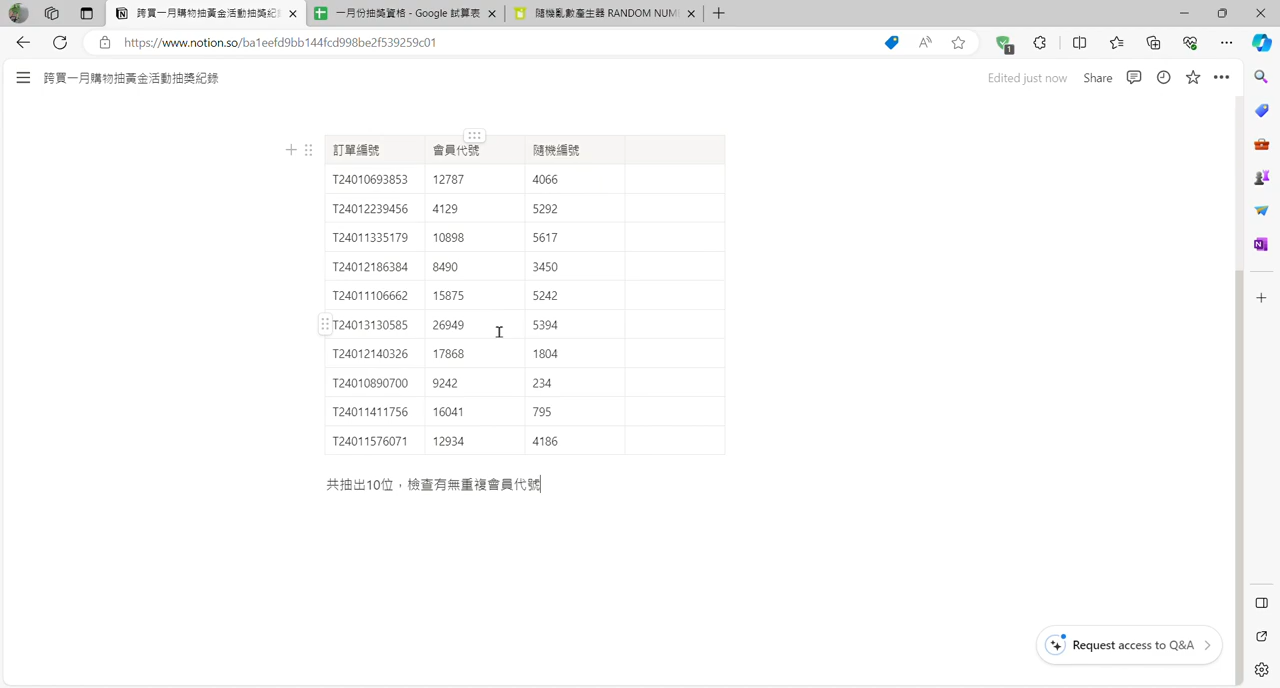 跨買一月購物抽黃金活動抽獎紀
一月份抽獎資格 - Google 試算表
隨機亂數產生器 RANDOM NUM
https://www.notion.so/ba1eefd9bb144fcd998be2f539259c01
1
跨買一月購物抽黃金活動抽獎紀錄
Edited just now
Share
訂單編號 會員代號 隨機編號
T24010693853 12787 4066
T24012239456 4129 5292
T24011335179 10898 5617
T24012186384 8490 3450
T24011106662 15875 5242
T24013130585 26949 5394
T24012140326 17868 1804
T24010890700 9242 234
T24011411756 16041 795
T24011576071 12934 4186
共抽出10位，檢查有無重複會員代號
Request access to Q&A